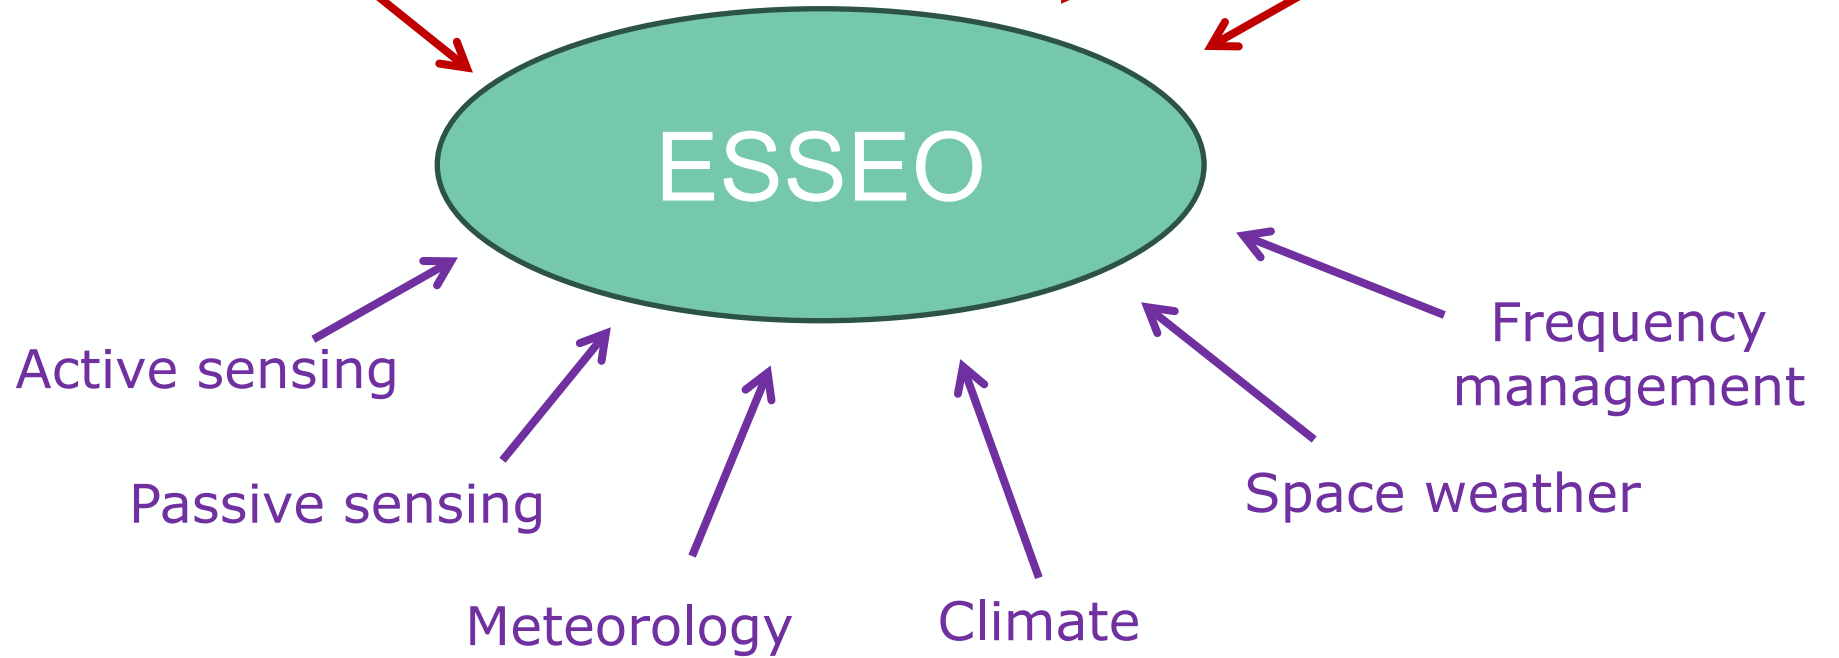 ESSEO
Active sensing
Passive sensing
Meteorology
Climate
Space weather
Frequency
management